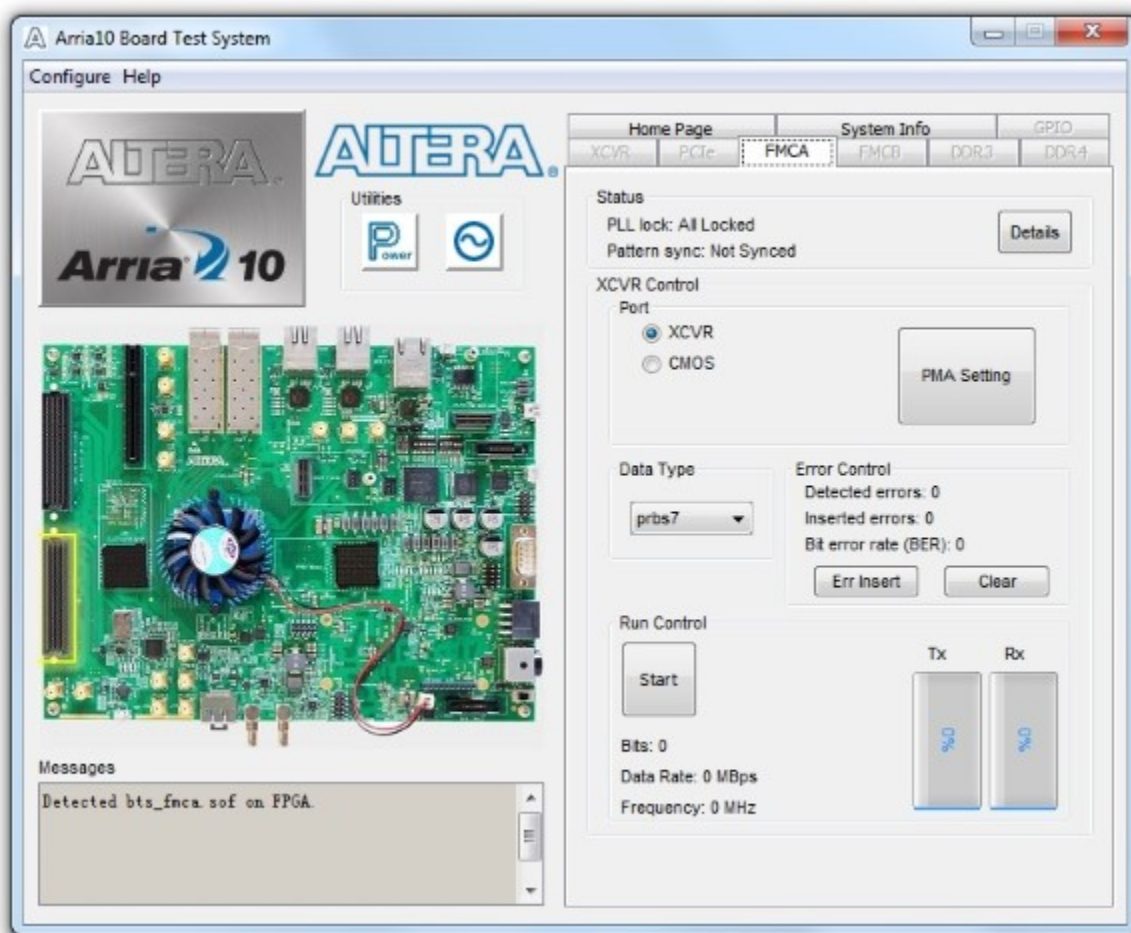 Arria10 Board Test System
Configure Help
ALTERA
Arria 10
ALTERA
Utilities
Power
Home Page System Info GPIO
XCVR PCIe FMCA FMCB DDR3 DDR4
Status
PLL lock: All Locked
Pattern sync: Not Synced
Details
XCVR Control
Port
XCVR
CMOS
PMA Setting
Data Type
prbs7
Error Control
Detected errors: 0
Inserted errors: 0
Bit error rate (BER): 0
Err Insert Clear
Run Control
Start
Tx Rx
0% 0%
Bits: 0
Data Rate: 0 MBps
Frequency: 0 MHz
ALTERA
Messages
Detected bts_fmca.sof on FPGA.